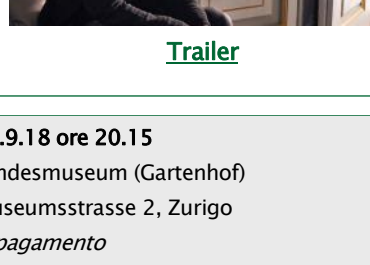 Trailer
.9.18 ore 20.15
ndesmuseum (Gartenhof)
useumsstrasse 2, Zurigo
pagamento